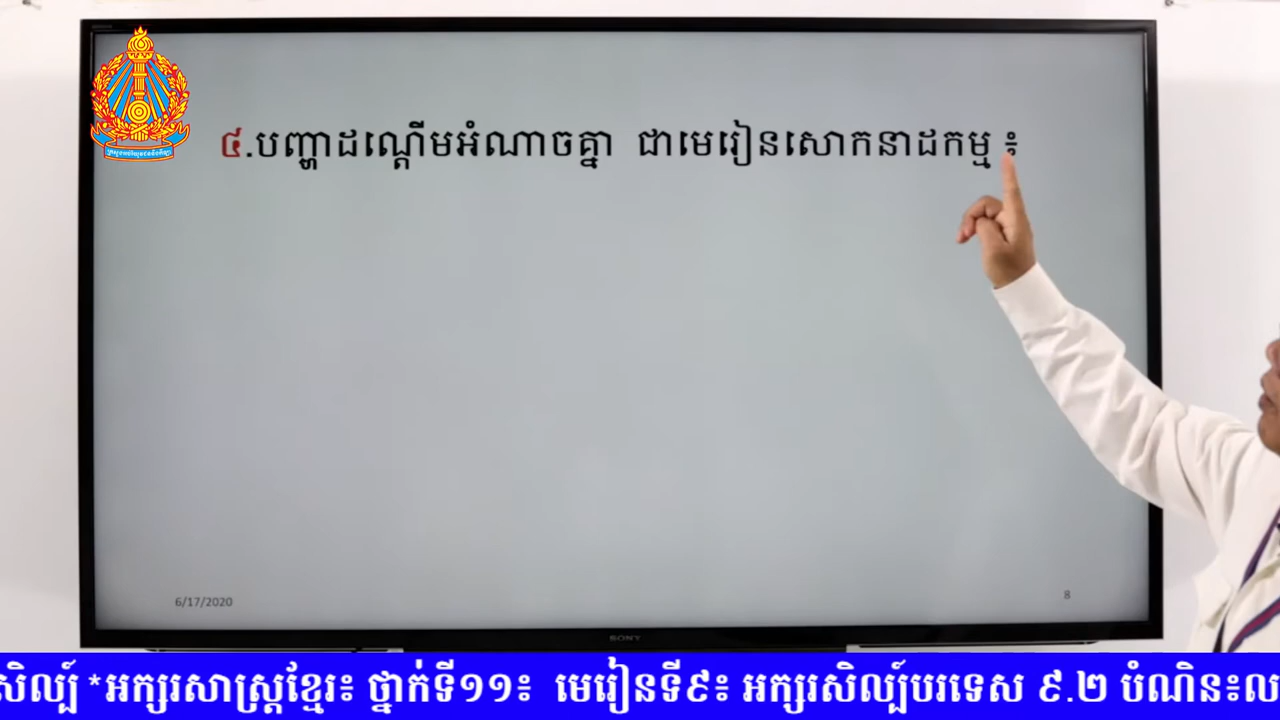 ៤.បញ្ហាដណ្តើមអំណាចគ្នា ជាមេរៀនសោកនាដកម្ម ៖
6/17/2020
8
SONY
សិល្ប៍ *អក្សរសាស្ត្រខ្មែរ៖ ថ្នាក់ទី១១៖ មេរៀនទី៩៖ អក្សរសិល្ប៍បរទេស ៩.២ បំណិន៖ល